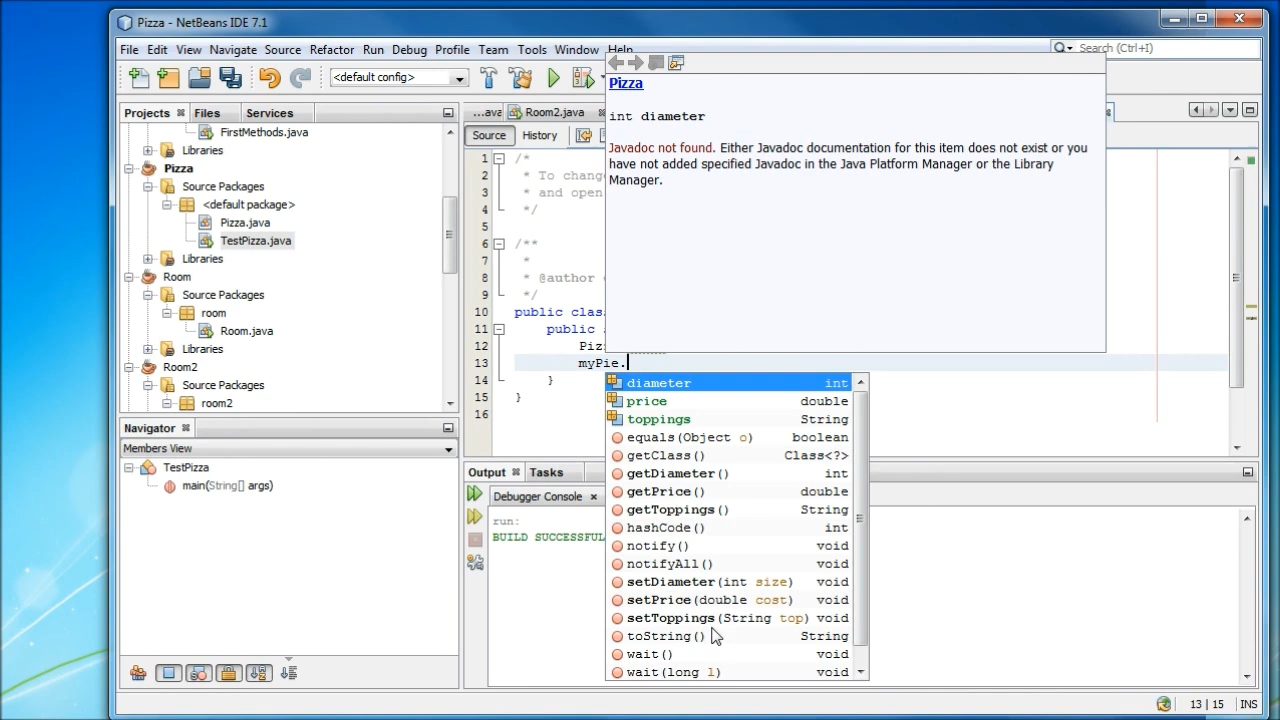 Pizza - NetBeans IDE 7.1
File Edit View Navigate Source Refactor Run Debug Profile Team Tools Window Help
Search (Ctrl+I)
<default config>
Projects Files Services
FirstMethods.java
Libraries
Pizza
Source Packages
<default package>
Pizza.java
TestPizza.java
Libraries
Room
Source Packages
room
Room.java
Libraries
Room2
Source Packages
room2
Navigator
Members View
TestPizza
main(String[] args)
...ava Room2.java
Source History
1 /*
2 * To change
3 * and open
4 */
5
6 /**
7 *
8 * @author
9 */
10 public clas
11 public
12 Piz
13 myPie.
14 }
15 }
16
Pizza
int diameter
Javadoc not found. Either Javadoc documentation for this item does not exist or you
have not added specified Javadoc in the Java Platform Manager or the Library
Manager.
diameter int
price double
toppings String
equals(Object o) boolean
getClass() Class<?>
getDiameter() int
getPrice() double
getToppings() String
hashCode() int
notify() void
notifyAll() void
setDiameter(int size) void
setPrice(double cost) void
setToppings(String top) void
toString() String
wait() void
wait(long l) void
Output Tasks
Debugger Console
run:
BUILD SUCCESSFUL
13 | 15 INS